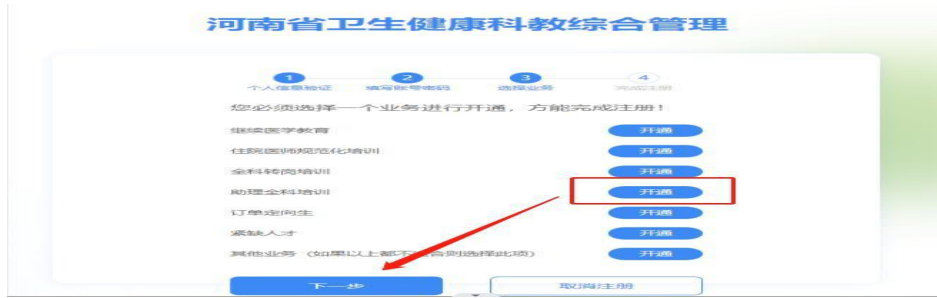 河南省卫生健康科教综合管理
1 2 3 4
个人信息验证 填写账号密码 选择业务 完成注册
您必须选择一个业务进行开通，方能完成注册！
继续医学教育 开通
住院医师规范化培训 开通
全科转岗培训 开通
助理全科培训 开通
订单定向生 开通
紧缺人才 开通
其他业务（如果以上都不符合则选择此项） 开通
下一步 取消注册